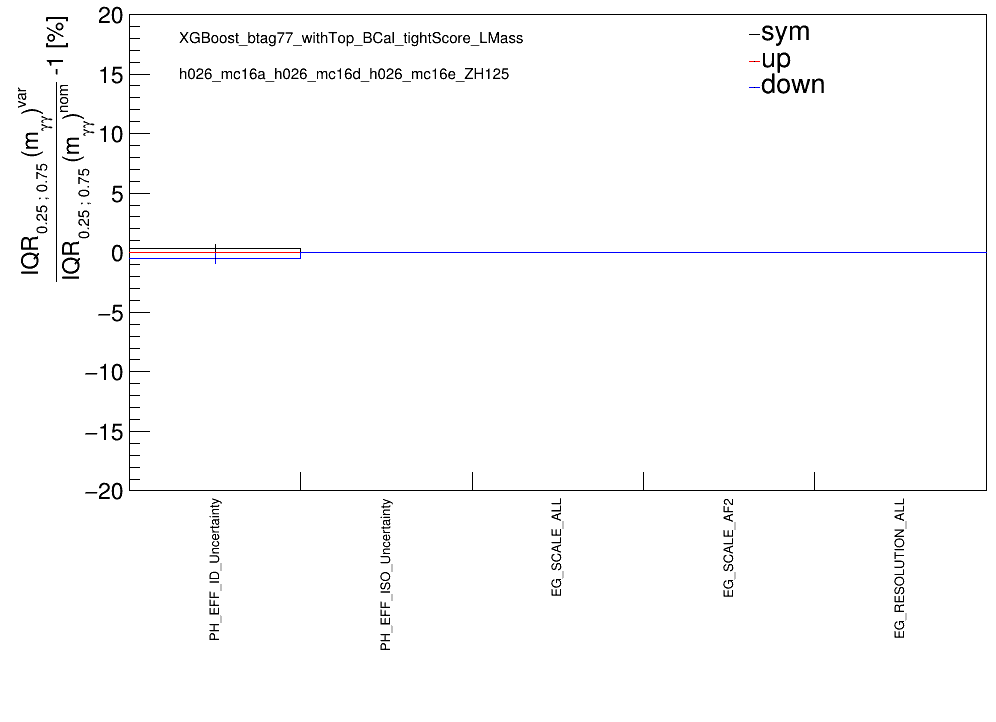 XGBoost_btag77_withTop_BCal_tightScore_LMass
h026_mc16a_h026_mc16d_h026_mc16e_ZH125
–sym
–up
–down
IQR0.25 ; 0.75 (mγγ)var
IQR0.25 ; 0.75 (mγγ)nom
-1 [%]
20
15
10
5
0
−5
−10
−15
−20
PH_EFF_ID_Uncertainty
PH_EFF_ISO_Uncertainty
EG_SCALE_ALL
EG_SCALE_AF2
EG_RESOLUTION_ALL